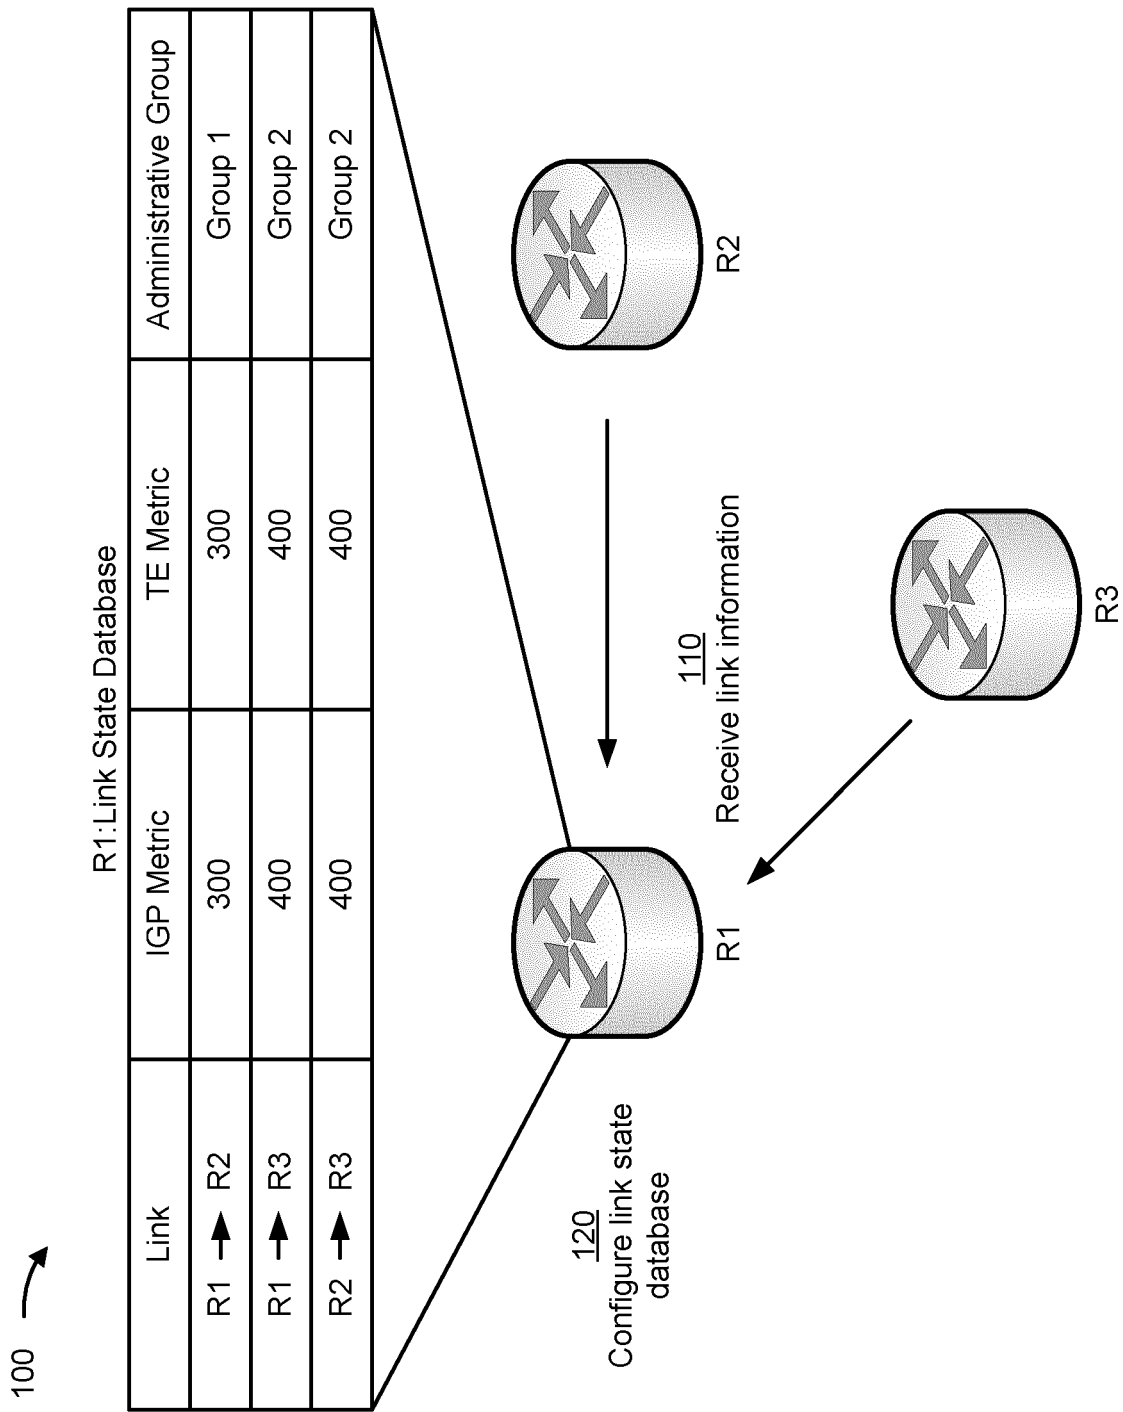 100
R1:Link State Database
Link IGP Metric TE Metric Administrative Group
R1 → R2 300 300 Group 1
R1 → R3 400 400 Group 2
R2 → R3 400 400 Group 2
120
Configure link state
database
R1
110
Receive link information
R2
R3